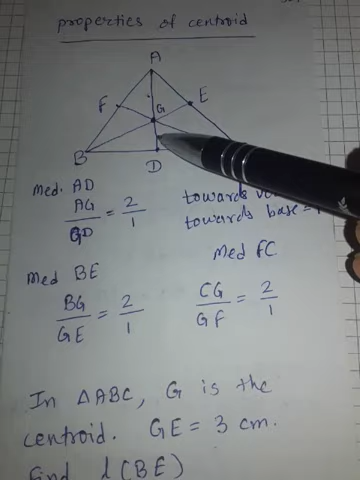 properties of centroid
A
F
G
E
B
D
Med. AD
AG/GD = 2/1
towards
towards base =
Med BE
BG/GE = 2/1
Med FC
CG/GF = 2/1
In ΔABC, G is the
centroid. GE = 3 cm.
Find l(BE)